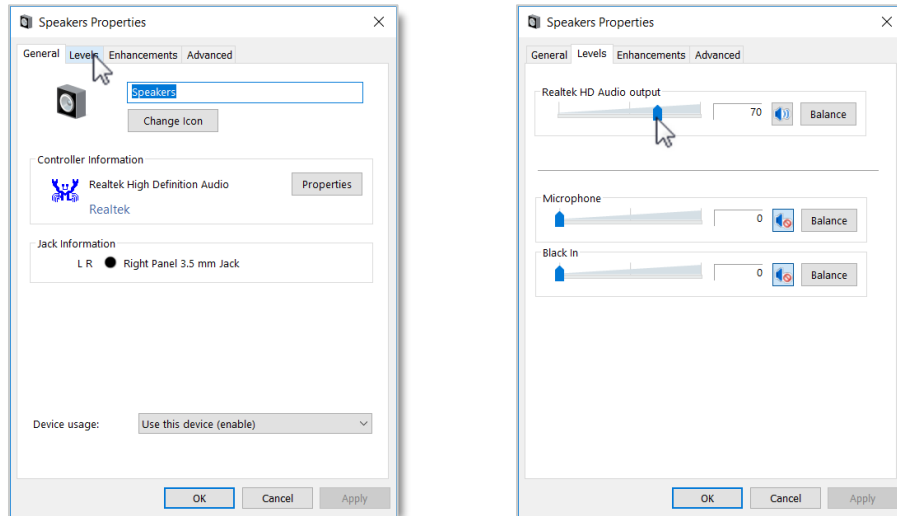 Speakers Properties
General Levels Enhancements Advanced
Speakers
Change Icon
Controller Information
Realtek High Definition Audio Properties
Realtek
Jack Information
L R Right Panel 3.5 mm Jack
Device usage: Use this device (enable)
OK Cancel Apply
Speakers Properties
General Levels Enhancements Advanced
Realtek HD Audio output
70 Balance
Microphone
0 Balance
Black In
0 Balance
OK Cancel Apply